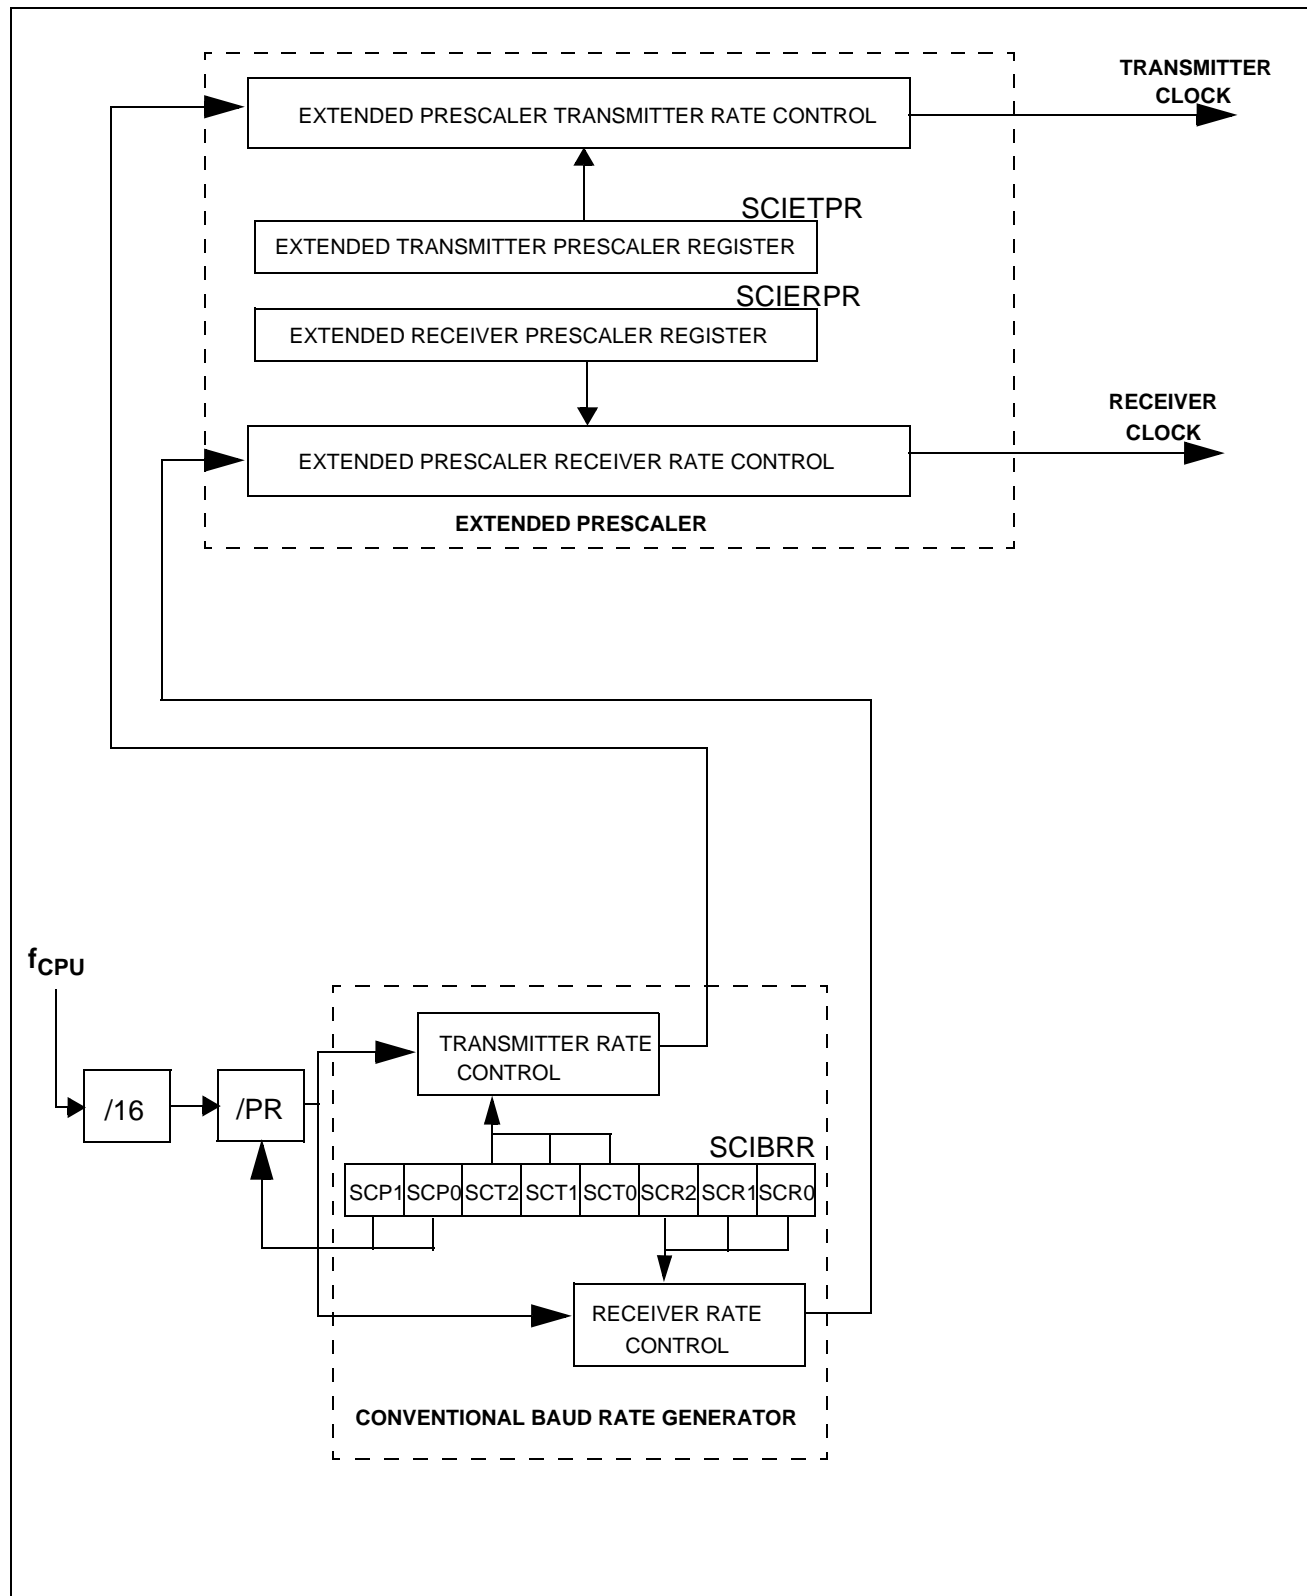 TRANSMITTER
CLOCK
EXTENDED PRESCALER TRANSMITTER RATE CONTROL
SCIETPR
EXTENDED TRANSMITTER PRESCALER REGISTER
SCIERPR
EXTENDED RECEIVER PRESCALER REGISTER
RECEIVER
CLOCK
EXTENDED PRESCALER RECEIVER RATE CONTROL
EXTENDED PRESCALER
fCPU
TRANSMITTER RATE
CONTROL
/16
/PR
SCIBRR
SCP1 SCP0 SCT2 SCT1 SCT0 SCR2 SCR1 SCR0
RECEIVER RATE
CONTROL
CONVENTIONAL BAUD RATE GENERATOR